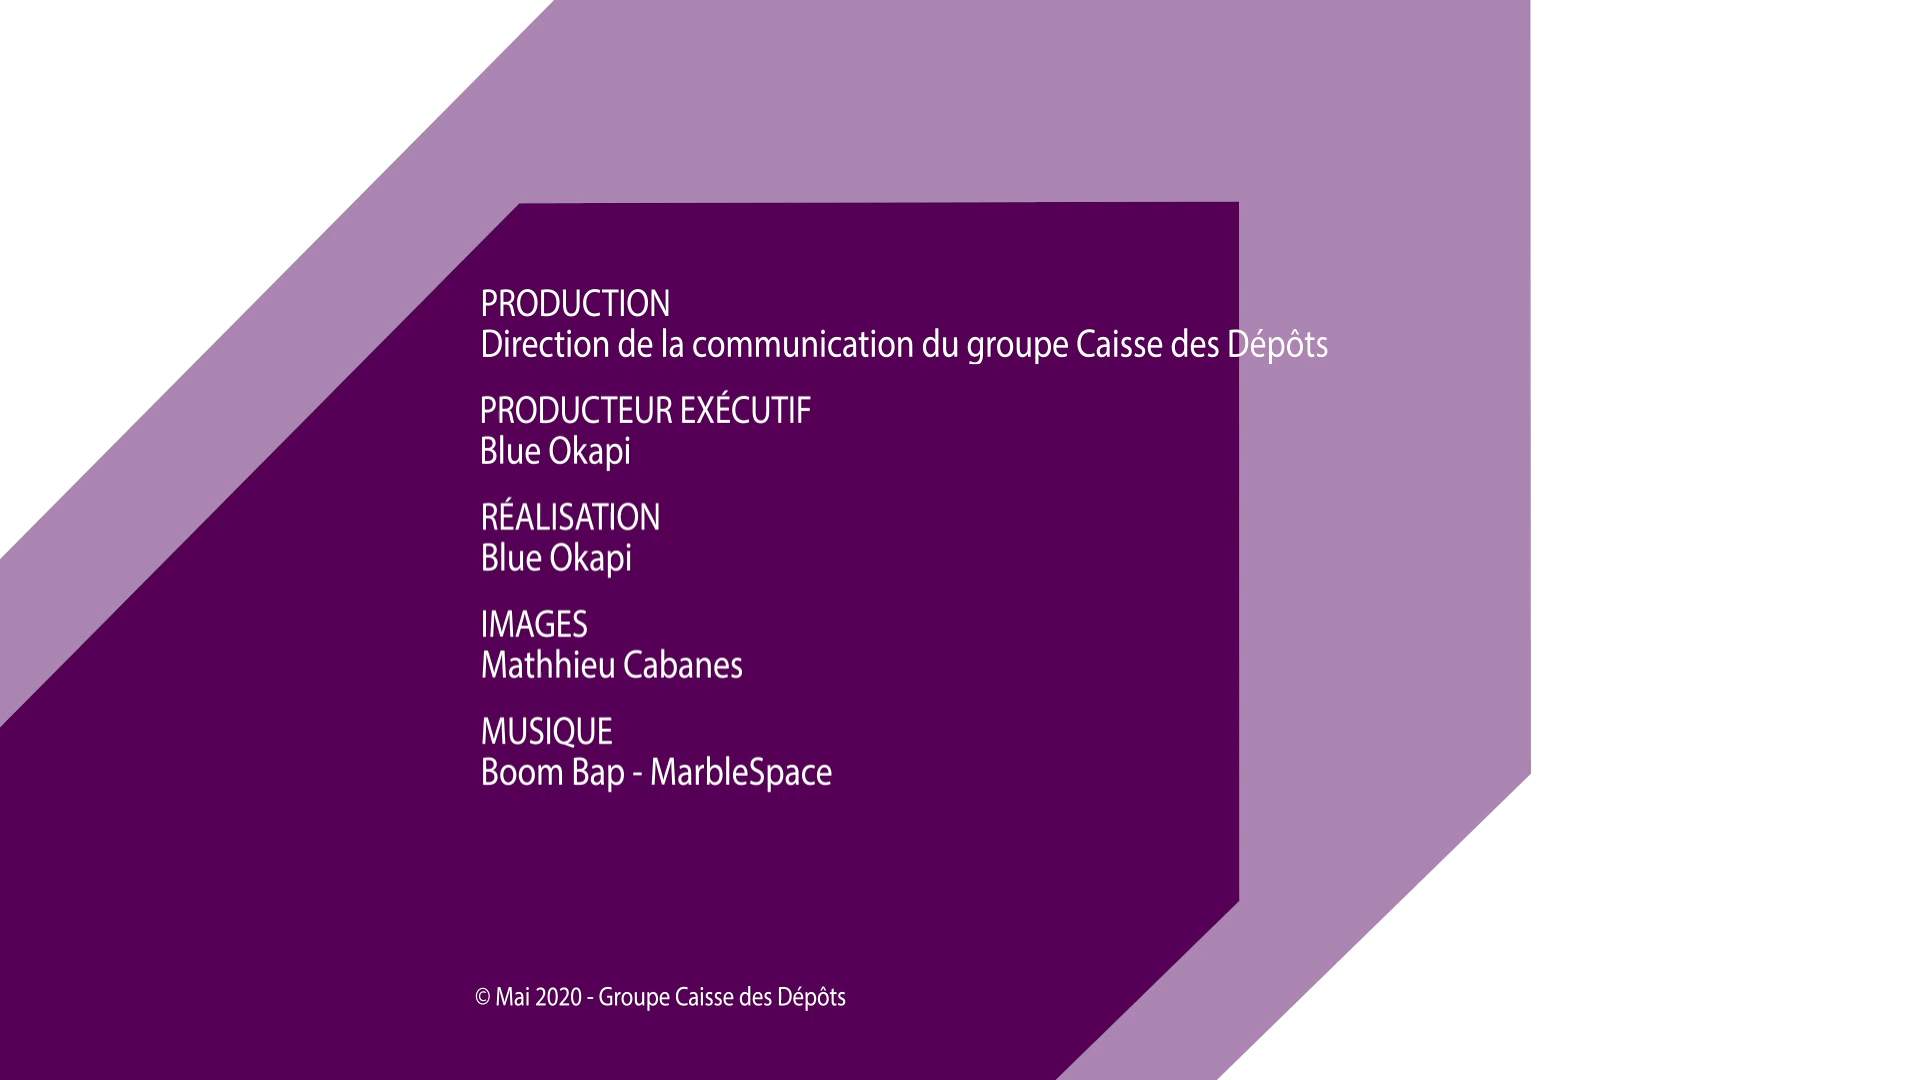 PRODUCTION
Direction de la communication du groupe Caisse des Dépôts
PRODUCTEUR EXÉCUTIF
Blue Okapi
RÉALISATION
Blue Okapi
IMAGES
Mathhieu Cabanes
MUSIQUE
Boom Bap - MarbleSpace
© Mai 2020 - Groupe Caisse des Dépôts